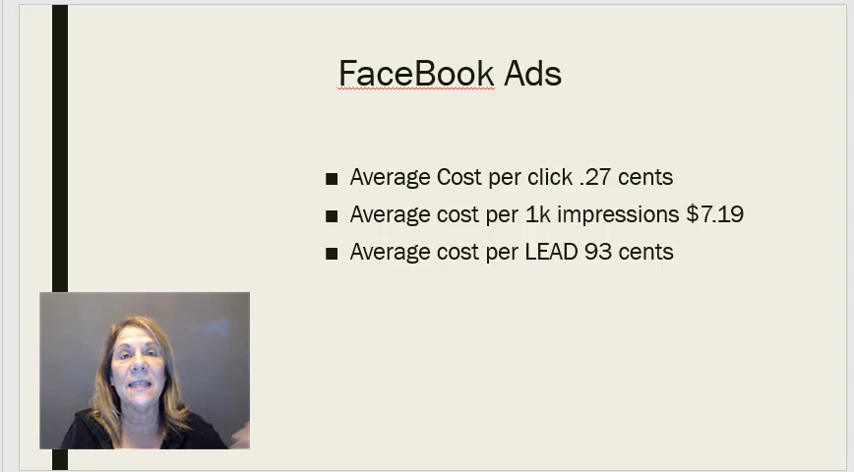 FaceBook Ads
■ Average Cost per click .27 cents
■ Average cost per 1k impressions $7.19
■ Average cost per LEAD 93 cents